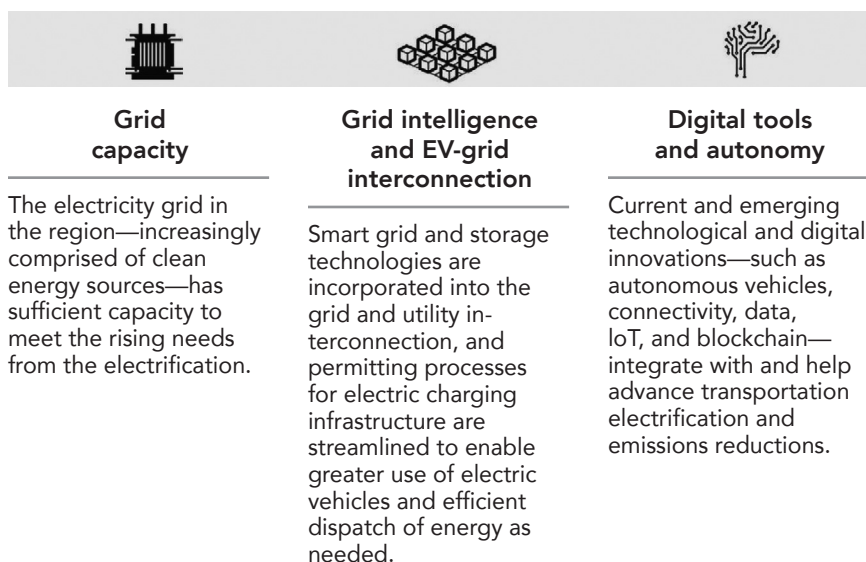 Grid
capacity
The electricity grid in
the region—increasingly
comprised of clean
energy sources—has
sufficient capacity to
meet the rising needs
from the electrification.
Grid intelligence
and EV-grid
interconnection
Smart grid and storage
technologies are
incorporated into the
grid and utility in-
terconnection, and
permitting processes
for electric charging
infrastructure are
streamlined to enable
greater use of electric
vehicles and efficient
dispatch of energy as
needed.
Digital tools
and autonomy
Current and emerging
technological and digital
innovations—such as
autonomous vehicles,
connectivity, data,
loT, and blockchain—
integrate with and help
advance transportation
electrification and
emissions reductions.